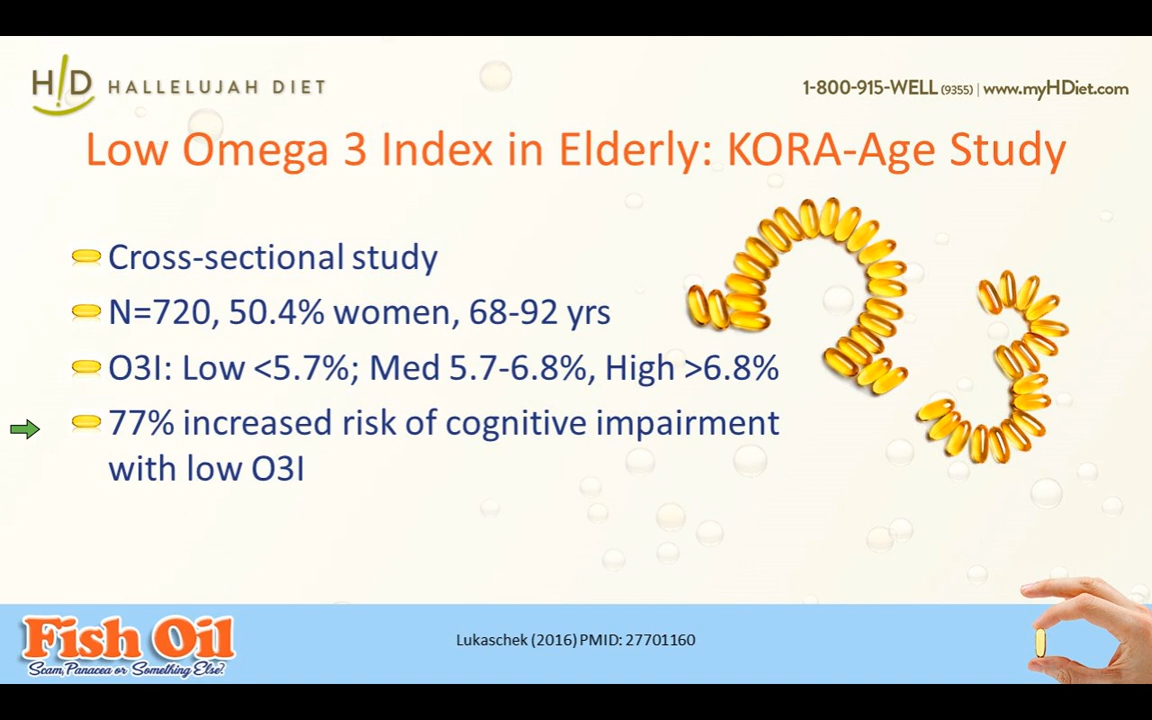 H!D HALLELUJAH DIET
1-800-915-WELL (9355) | www.myHDiet.com
Low Omega 3 Index in Elderly: KORA-Age Study
Cross-sectional study
N=720, 50.4% women, 68-92 yrs
O3I: Low <5.7%; Med 5.7-6.8%, High >6.8%
77% increased risk of cognitive impairment
with low O3I
Fish Oil
Scam, Panacea or Something Else?
Lukaschek (2016) PMID: 27701160